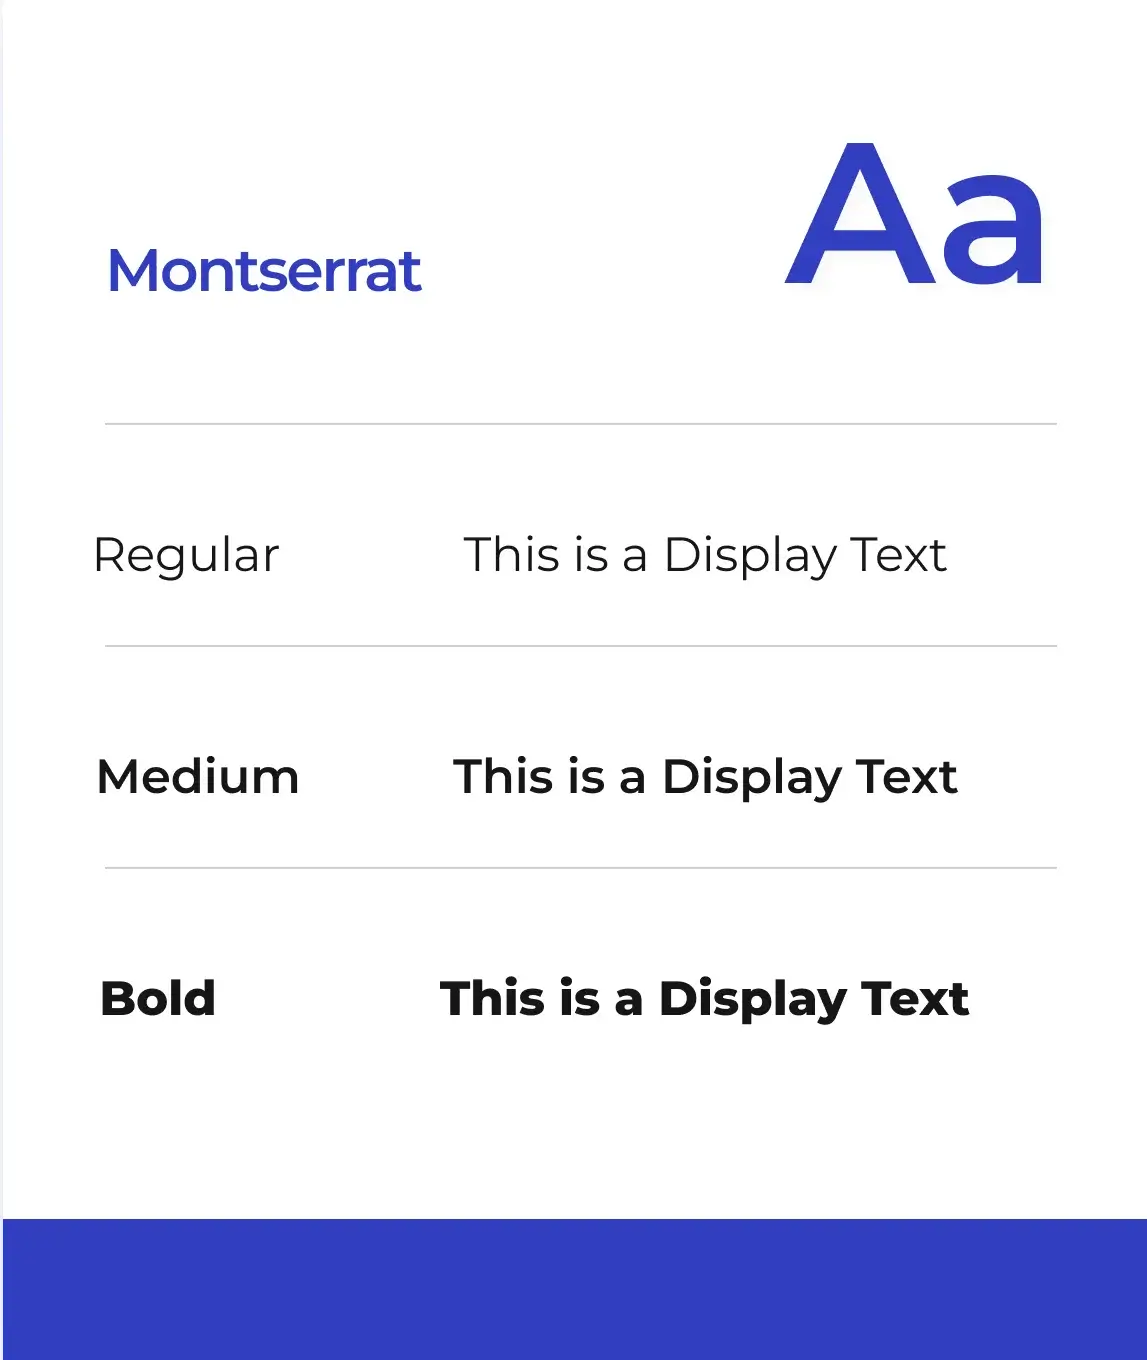 Aa
Montserrat
Regular This is a Display Text
Medium This is a Display Text
Bold This is a Display Text